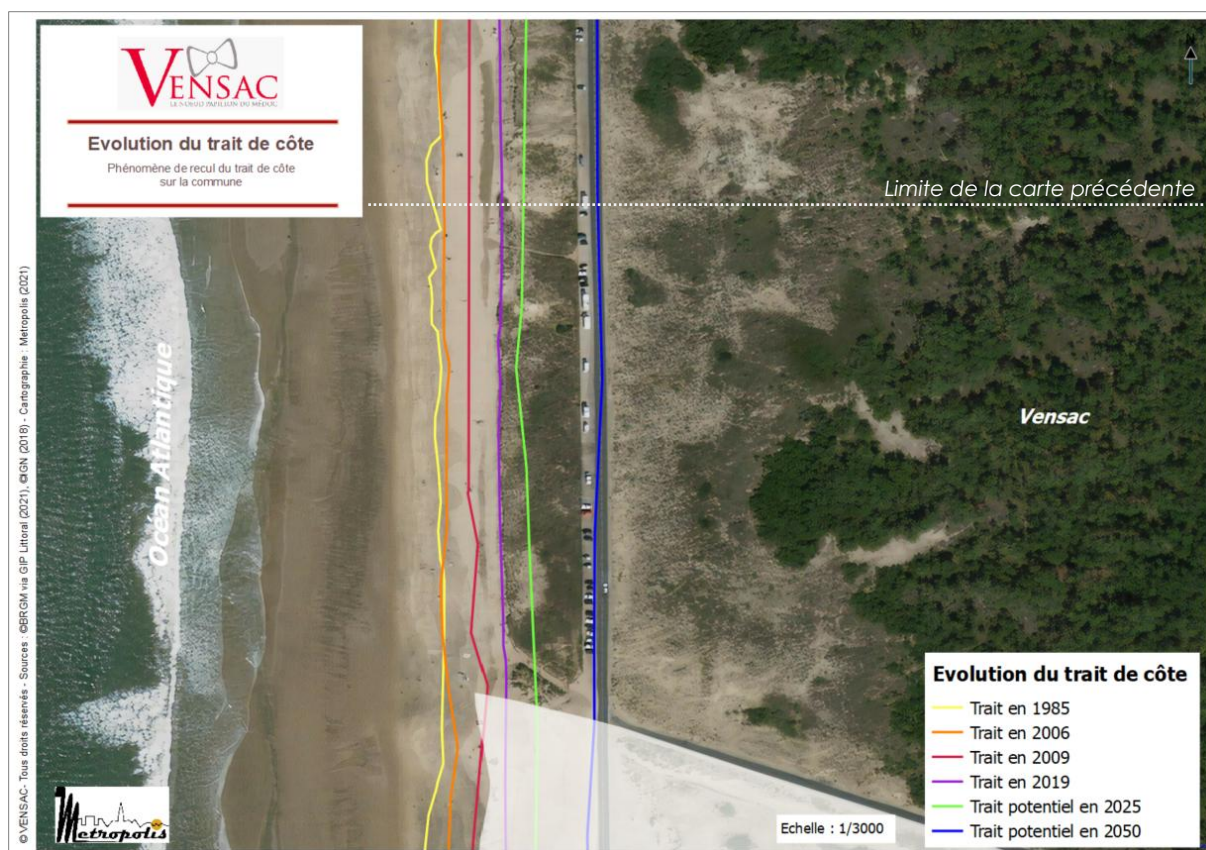 VENSAC
LE NOEUD PAPILLON DU MÉDOC
Evolution du trait de côte
Phénomène de recul du trait de côte
sur la commune
N
Limite de la carte précédente
Océan Atlantique
Vensac
©VENSAC- Tous droits réservés - Sources : ©BRGM via GIP Littoral (2021), ©IGN (2018) - Cartographie : Metropolis (2021)
Metropolis
Echelle : 1/3000
Evolution du trait de côte
Trait en 1985
Trait en 2006
Trait en 2009
Trait en 2019
Trait potentiel en 2025
Trait potentiel en 2050